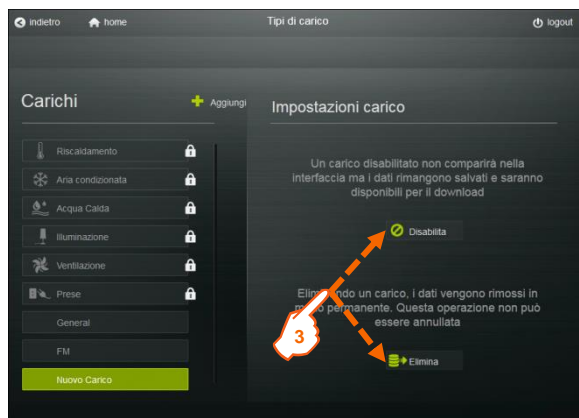 indietro home Tipi di carico logout
Carichi Aggiungi
Riscaldamento
Aria condizionata
Acqua Calda
Illuminazione
Ventilazione
Prese
General
FM
Nuovo Carico
Impostazioni carico
Un carico disabilitato non comparirà nella
interfaccia ma i dati rimangono salvati e saranno
disponibili per il download
Disabilita
Eliminando un carico, i dati vengono rimossi in
modo permanente. Questa operazione non può
essere annullata
3
Elimina